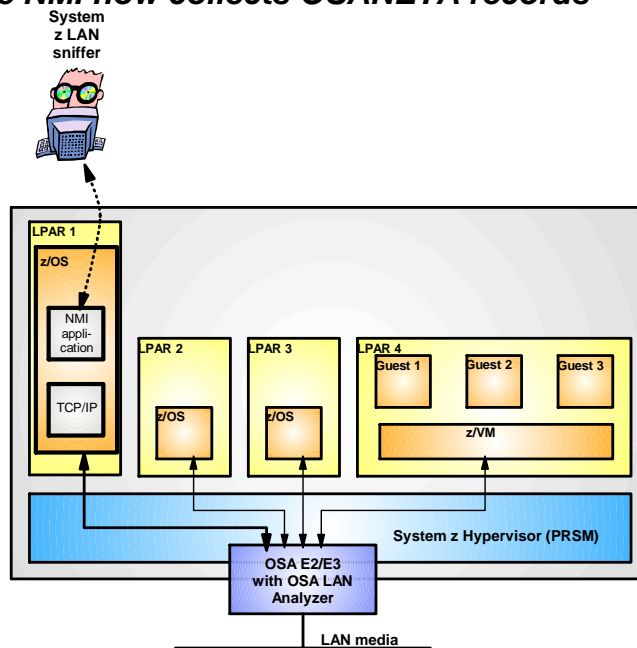 NMI now collects OSANETA records
System
z LAN
sniffer
LPAR 1
z/OS
NMI
appli-
cation
TCP/IP
LPAR 2
z/OS
LPAR 3
z/OS
LPAR 4
Guest 1
Guest 2
Guest 3
z/VM
System z Hypervisor (PRSM)
OSA E2/E3
with OSA LAN
Analyzer
LAN media